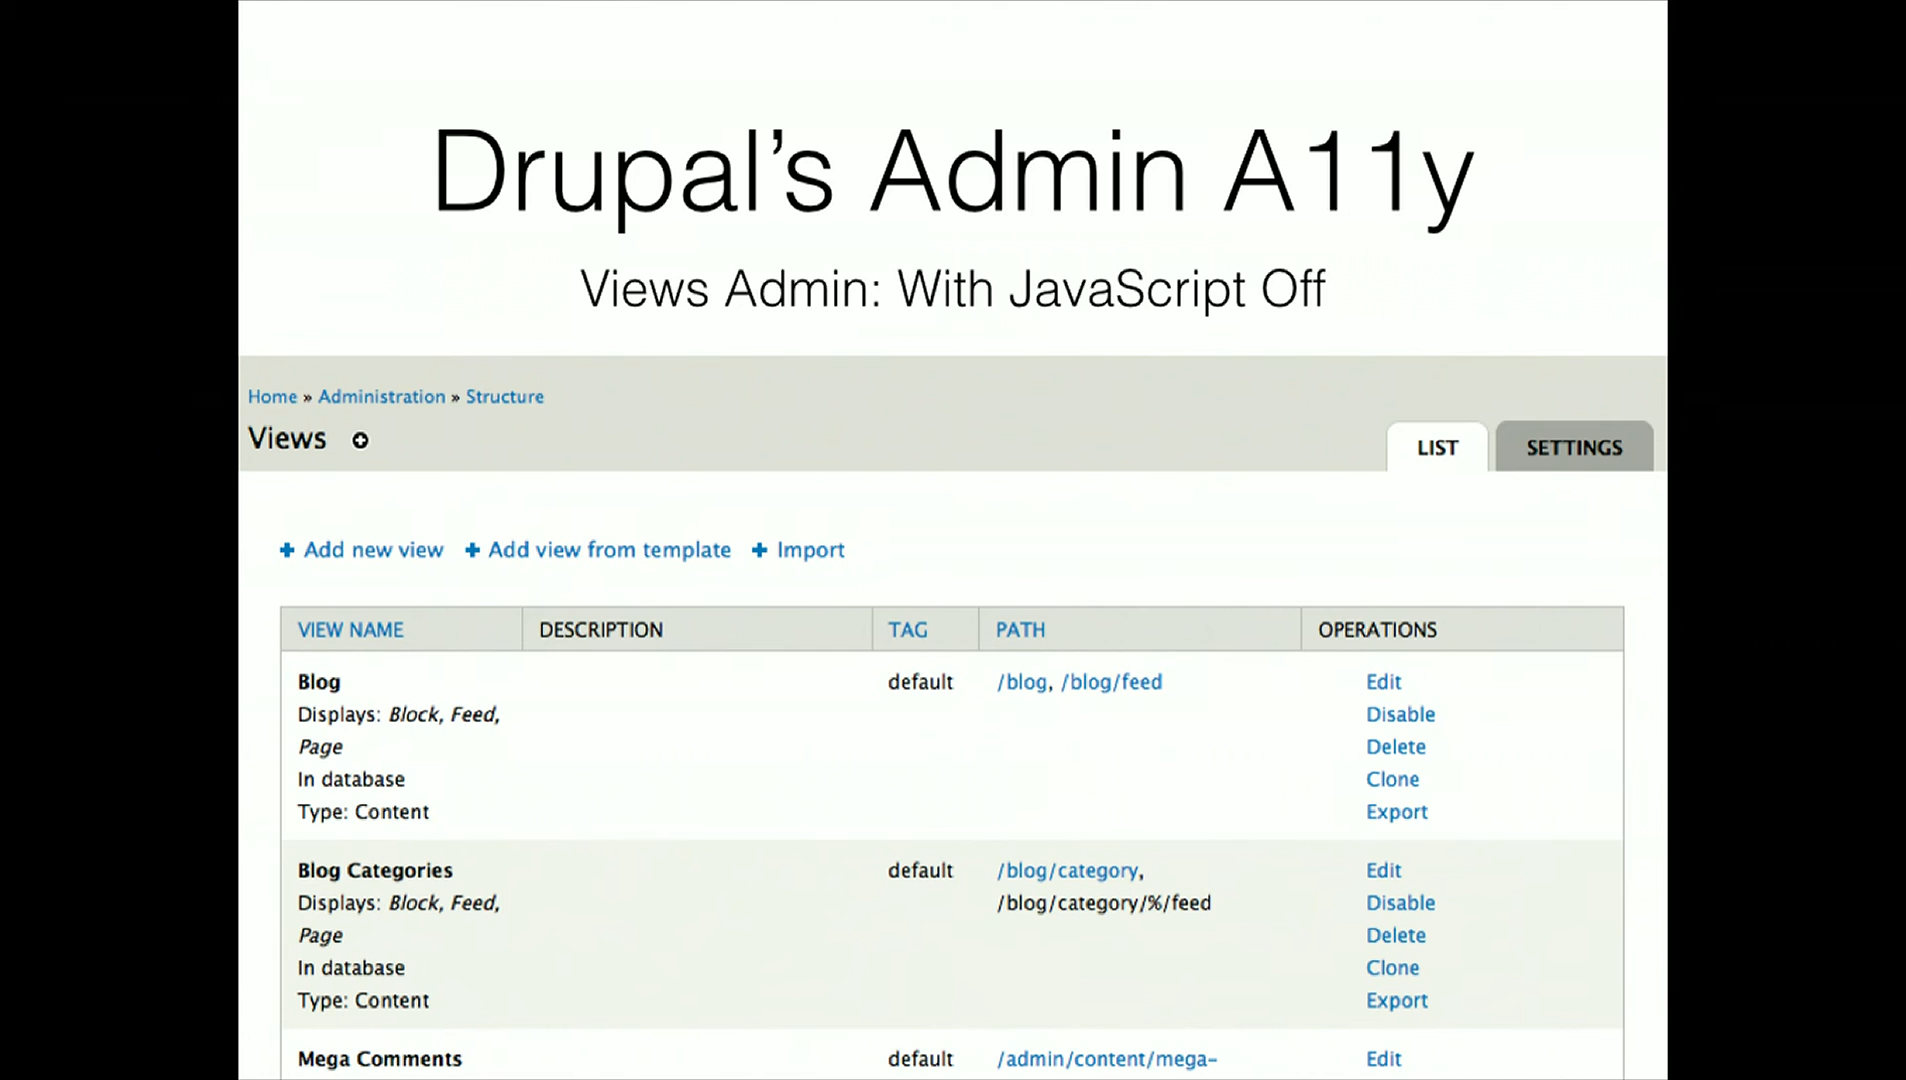 Drupal's Admin A11y
Views Admin: With JavaScript Off
Home » Administration » Structure
Views
LIST SETTINGS
Add new view Add view from template Import
VIEW NAME DESCRIPTION TAG PATH OPERATIONS
Blog default /blog, /blog/feed Edit
Displays: Block, Feed, Disable
Page Delete
In database Clone
Type: Content Export
Blog Categories default /blog/category, Edit
Displays: Block, Feed, /blog/category/%/feed Disable
Page Delete
In database Clone
Type: Content Export
Mega Comments default /admin/content/mega- Edit